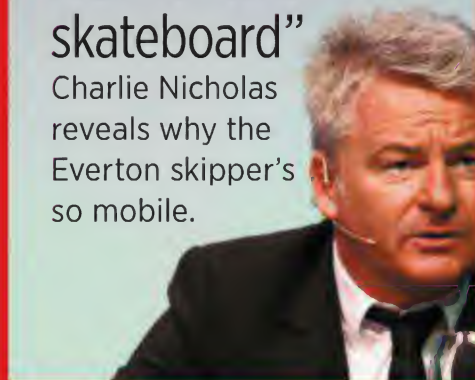 skateboard”
Charlie Nicholas
reveals why the
Everton skipper’s
so mobile.